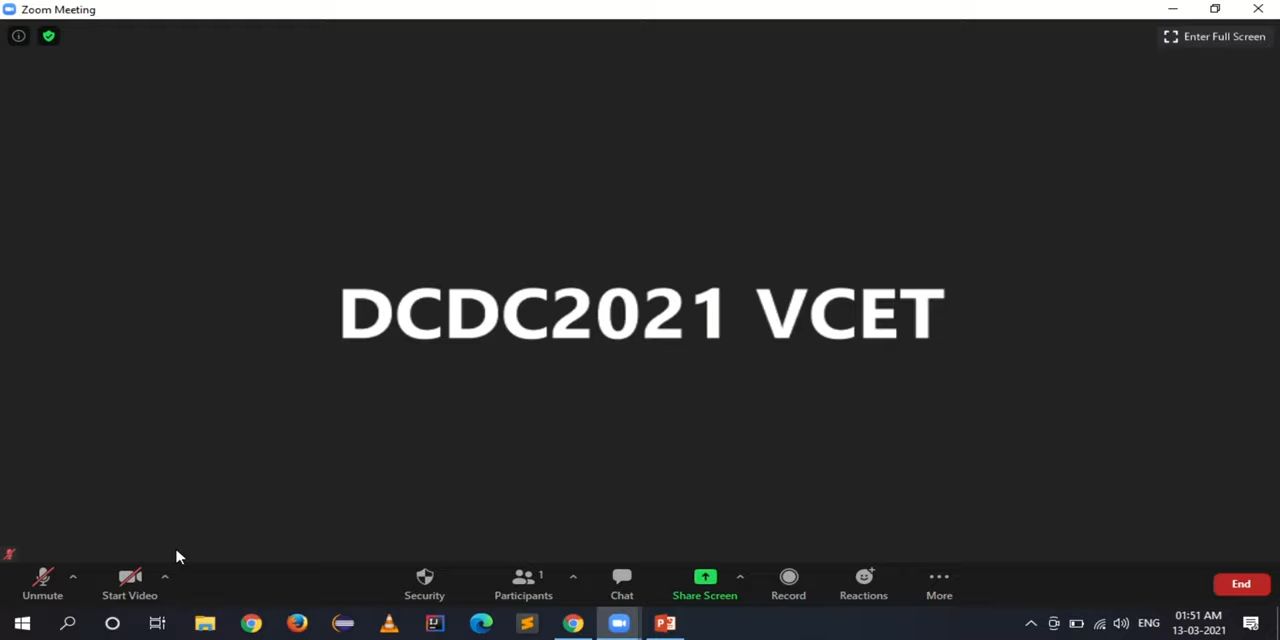 Zoom Meeting
Enter Full Screen
DCDC2021 VCET
Unmute
Start Video
Security
1
Participants
Chat
Share Screen
Record
Reactions
More
End
ENG
01:51 AM
13-03-2021